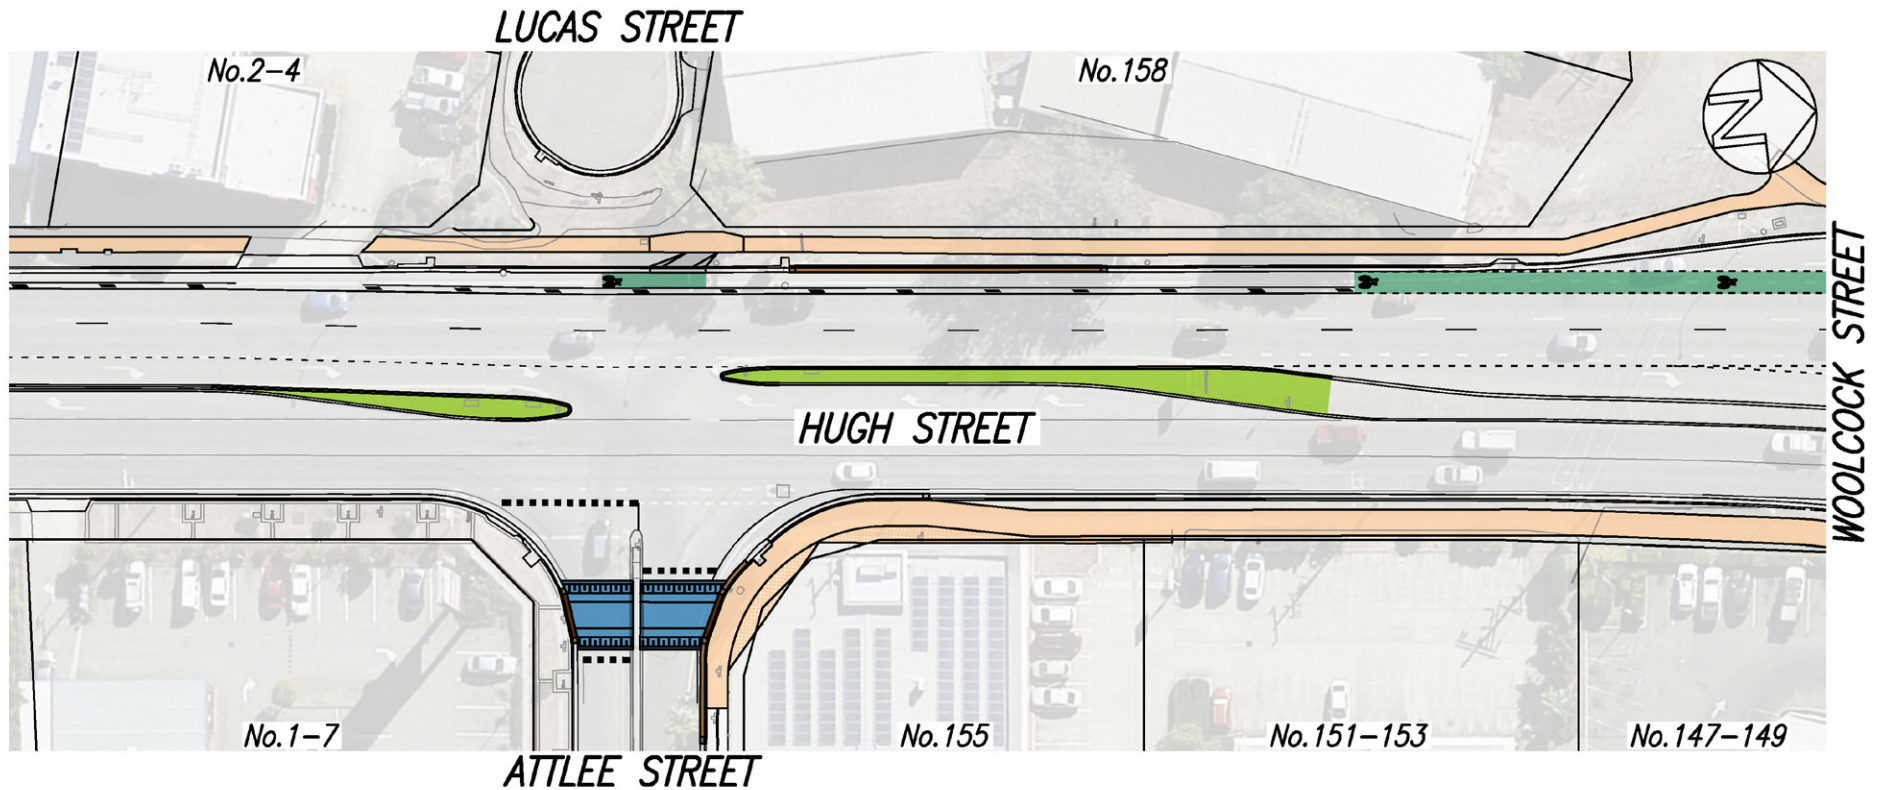 LUCAS STREET
No.2-4
No.158
N
HUGH STREET
WOOLCOCK STREET
No.1-7
No.155
No.151-153
No.147-149
ATTLEE STREET